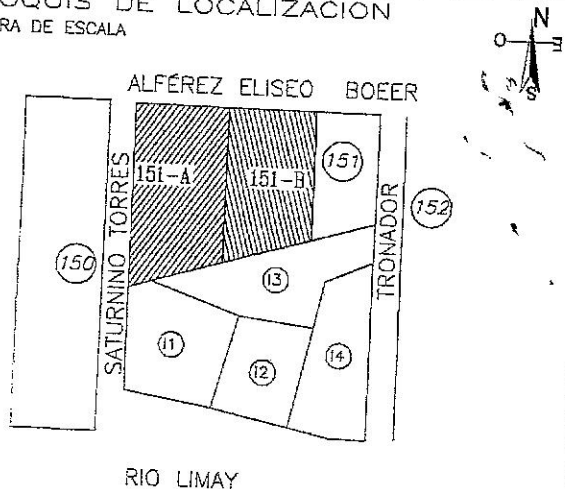 OQUIS DE LOCALIZACION
RA DE ESCALA
N
O E
S
ALFÉREZ ELISEO BOEER
151-A
151-B
151
152
150
SATURNINO TORRES
TRONADOR
13
11
12
14
RIO LIMAY